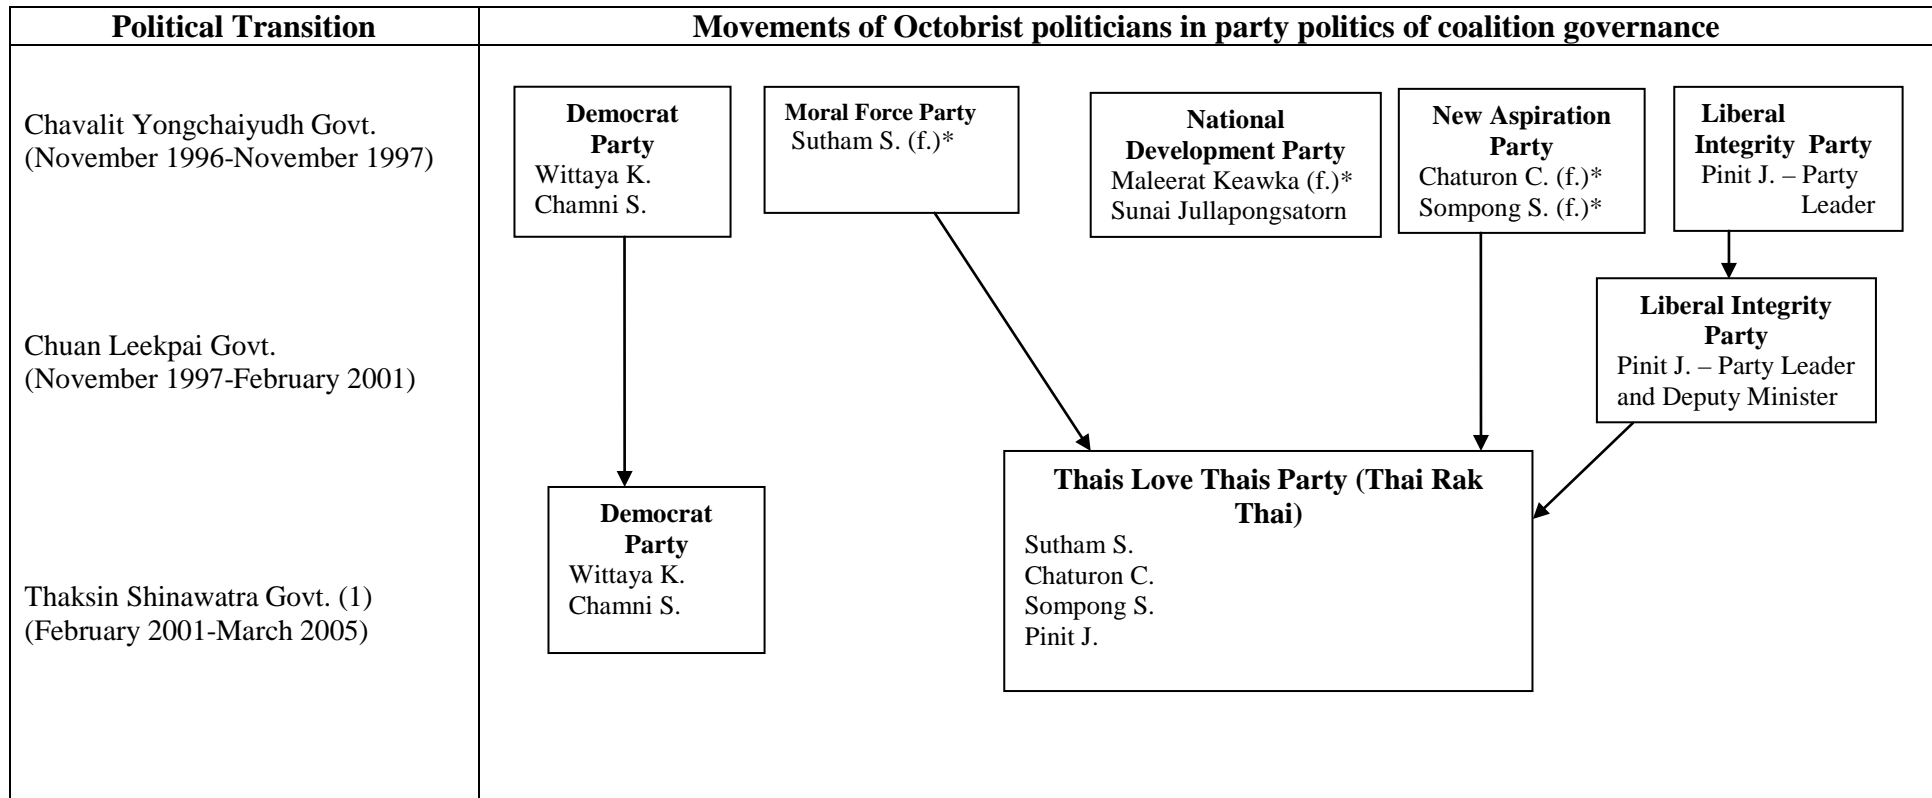 Political Transition
Movements of Octobrist politicians in party politics of coalition governance
Chavalit Yongchaiyudh Govt.
(November 1996-November 1997)
Democrat
Party
Wittaya K.
Chamni S.
Moral Force Party
Sutham S. (f.)*
National
Development Party
Maleerat Keawka (f.)*
Sunai Jullapongsatorn
New Aspiration
Party
Chaturon C. (f.)*
Sompong S. (f.)*
Liberal
Integrity Party
Pinit J. – Party
Leader
Chuan Leekpai Govt.
(November 1997-February 2001)
Liberal Integrity
Party
Pinit J. – Party Leader
and Deputy Minister
Thaksin Shinawatra Govt. (1)
(February 2001-March 2005)
Democrat
Party
Wittaya K.
Chamni S.
Thais Love Thais Party (Thai Rak
Thai)
Sutham S.
Chaturon C.
Sompong S.
Pinit J.